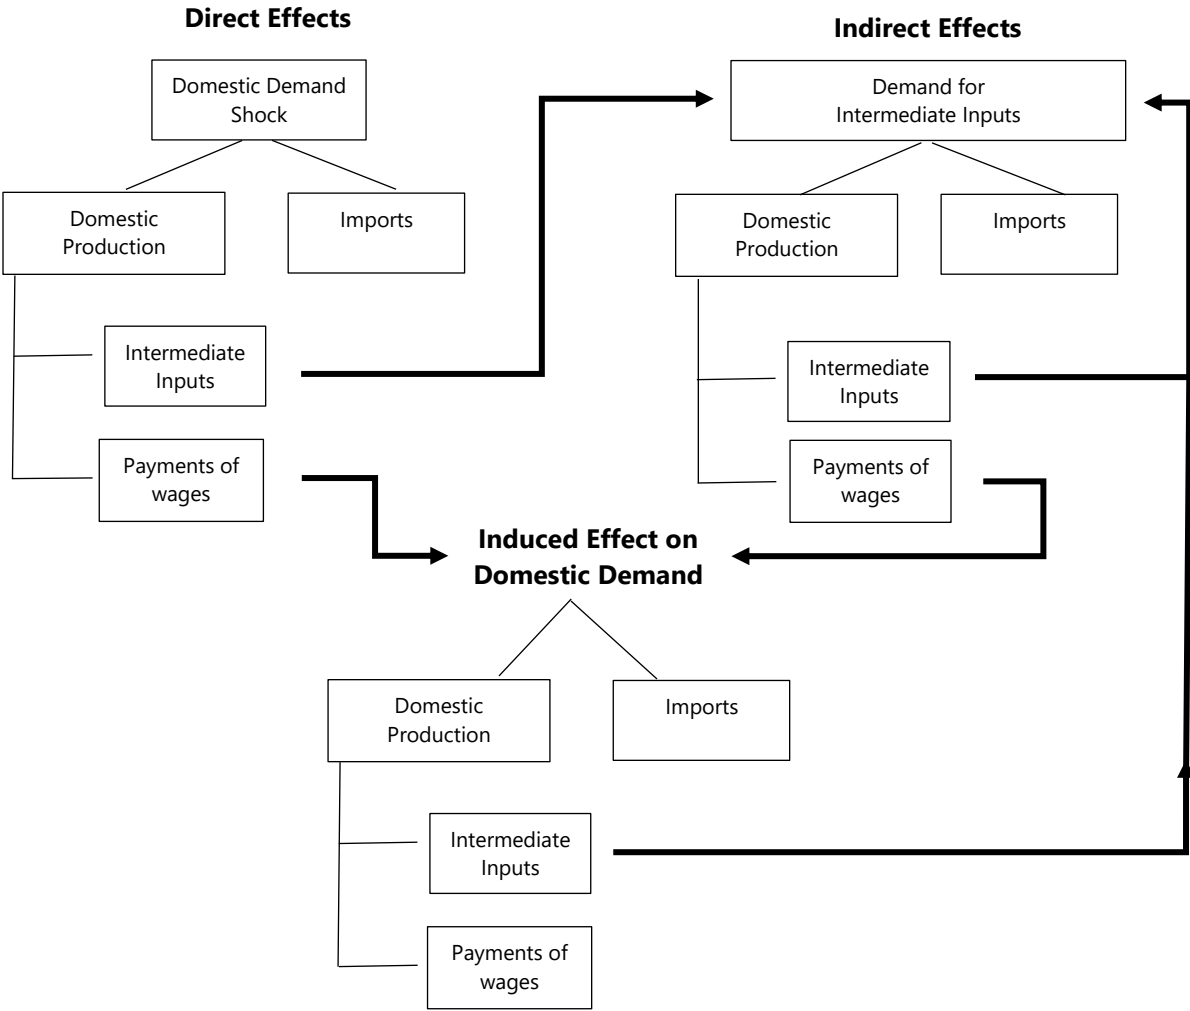 Direct Effects
Domestic Demand
Shock
Domestic
Production
Imports
Intermediate
Inputs
Payments of
wages
Indirect Effects
Demand for
Intermediate Inputs
Domestic
Production
Imports
Intermediate
Inputs
Payments of
wages
Induced Effect on
Domestic Demand
Domestic
Production
Imports
Intermediate
Inputs
Payments of
wages